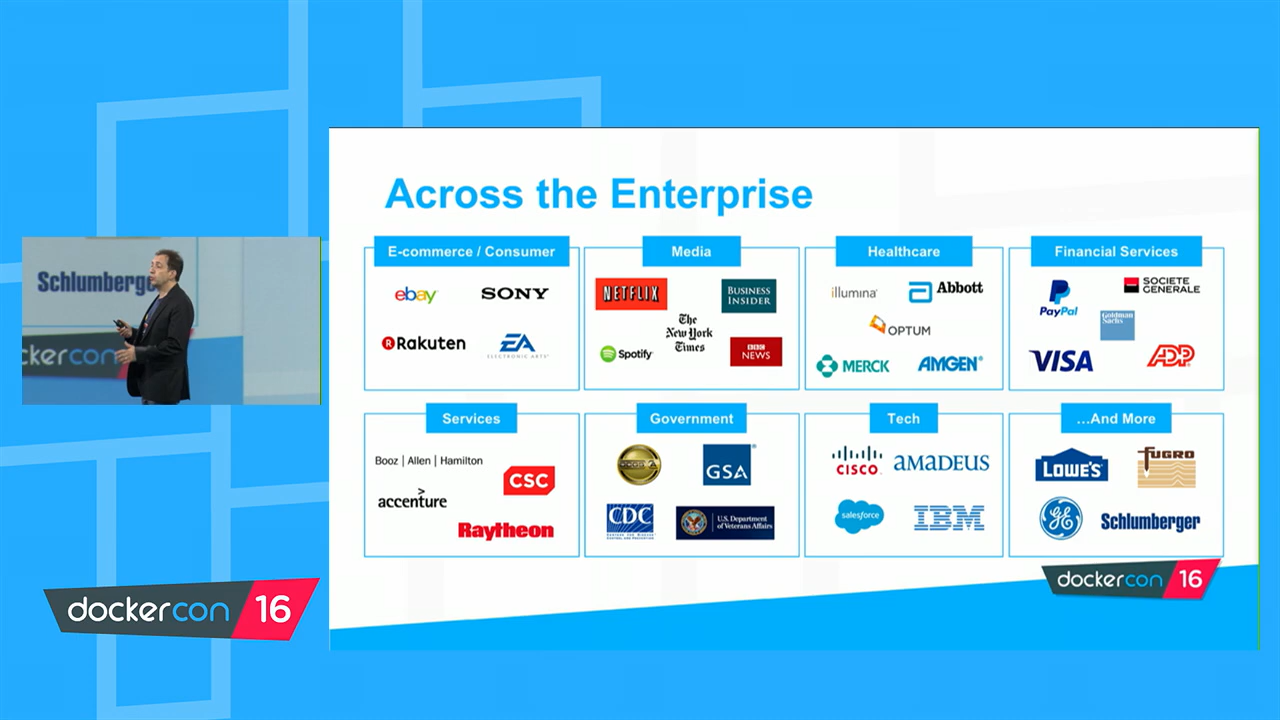 Across the Enterprise
E-commerce / Consumer
ebay
SONY
Rakuten
EA
ELECTRONIC ARTS
Media
NETFLIX
BUSINESS
INSIDER
The
New York
Times
Spotify
BBC
NEWS
Healthcare
illumina
Abbott
OPTUM
MERCK
AMGEN
Financial Services
PayPal
SOCIETE
GENERALE
Goldman
Sachs
VISA
ADP
Services
Booz | Allen | Hamilton
accenture
CSC
Raytheon
Government
GSA
CDC
U.S. Department
of Veterans Affairs
Tech
CISCO
amadeus
salesforce
IBM
...And More
LOWE'S
FUGRO
GE
Schlumberger
dockercon 16
Schlumberge
ckercon
dockercon 16